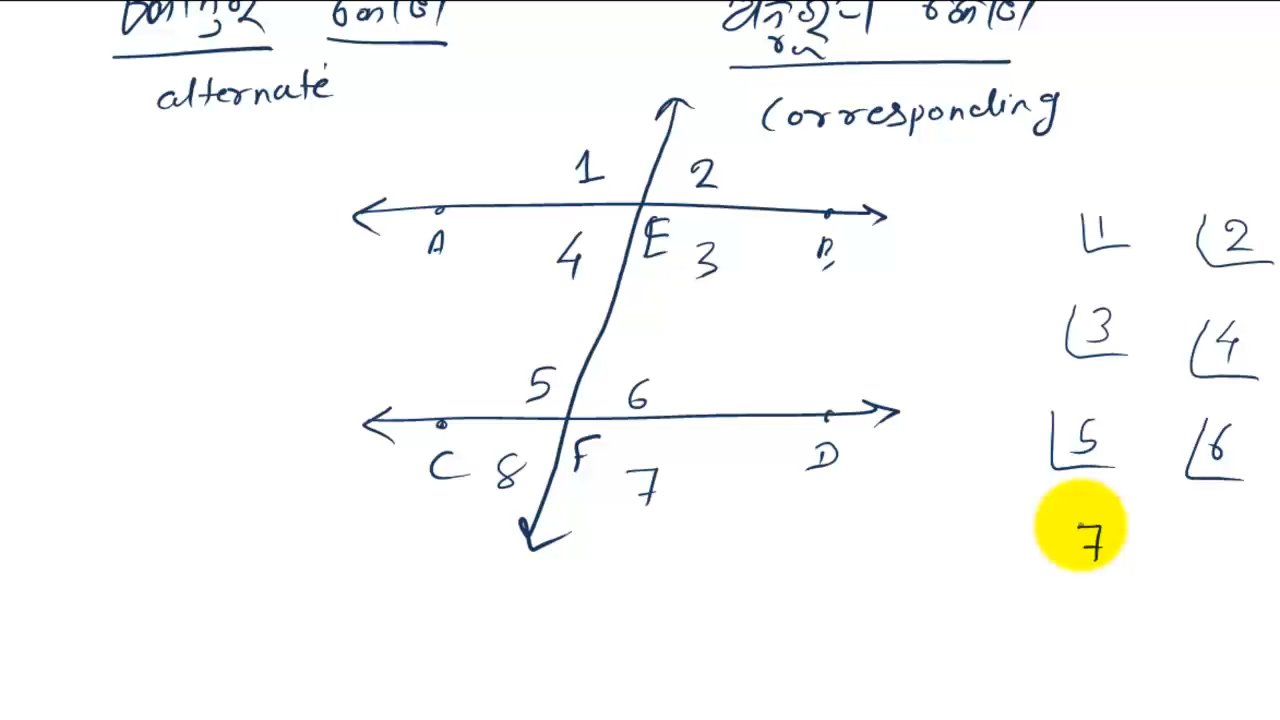 alternate
Corresponding
1 2
A E B
4 3
5 6
C F D
8 7
∠1 ∠2
∠3 ∠4
∠5 ∠6
7